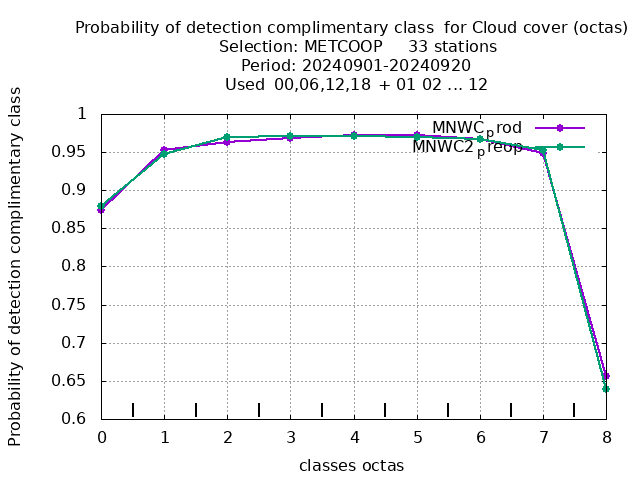 Probability of detection complimentary class  for Cloud cover (octas)
Selection: METCOOP     33 stations
Period: 20240901-20240920
Used  00,06,12,18 + 01 02 ... 12
Probability of detection complimentary class
1
0.95
0.9
0.85
0.8
0.75
0.7
0.65
0.6
MNWC_prod
MNWC2_preop
0 1 2 3 4 5 6 7 8
classes octas